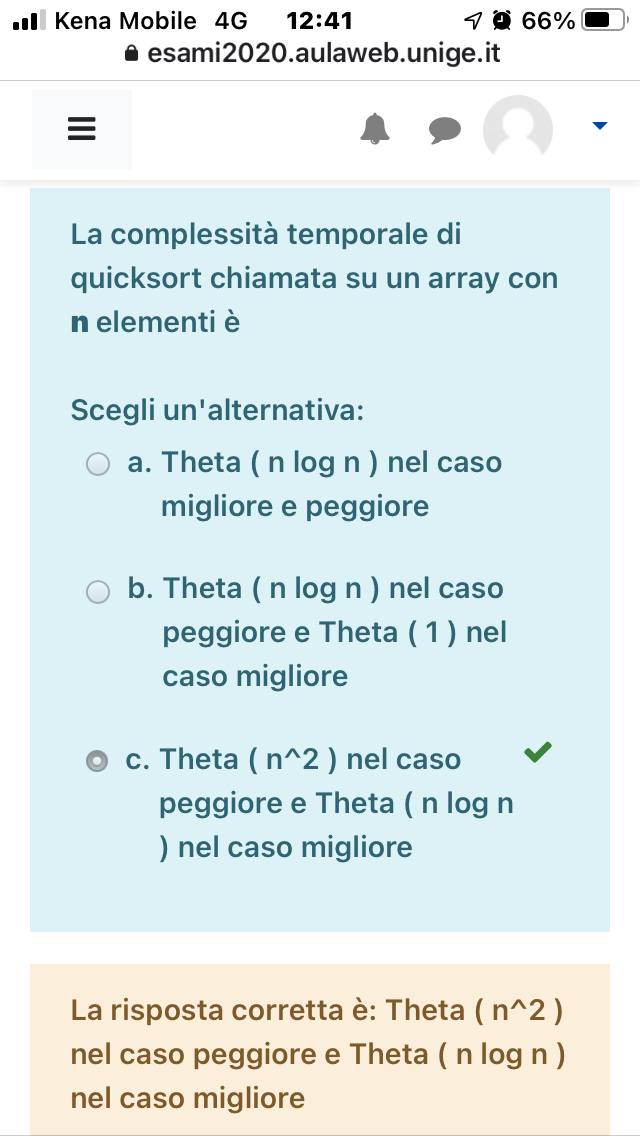 Kena Mobile 4G 12:41 66%
esami2020.aulaweb.unige.it
La complessità temporale di
quicksort chiamata su un array con
n elementi è
Scegli un'alternativa:
a. Theta ( n log n ) nel caso
migliore e peggiore
b. Theta ( n log n ) nel caso
peggiore e Theta ( 1 ) nel
caso migliore
c. Theta ( n^2 ) nel caso
peggiore e Theta ( n log n
) nel caso migliore
La risposta corretta è: Theta ( n^2 )
nel caso peggiore e Theta ( n log n )
nel caso migliore